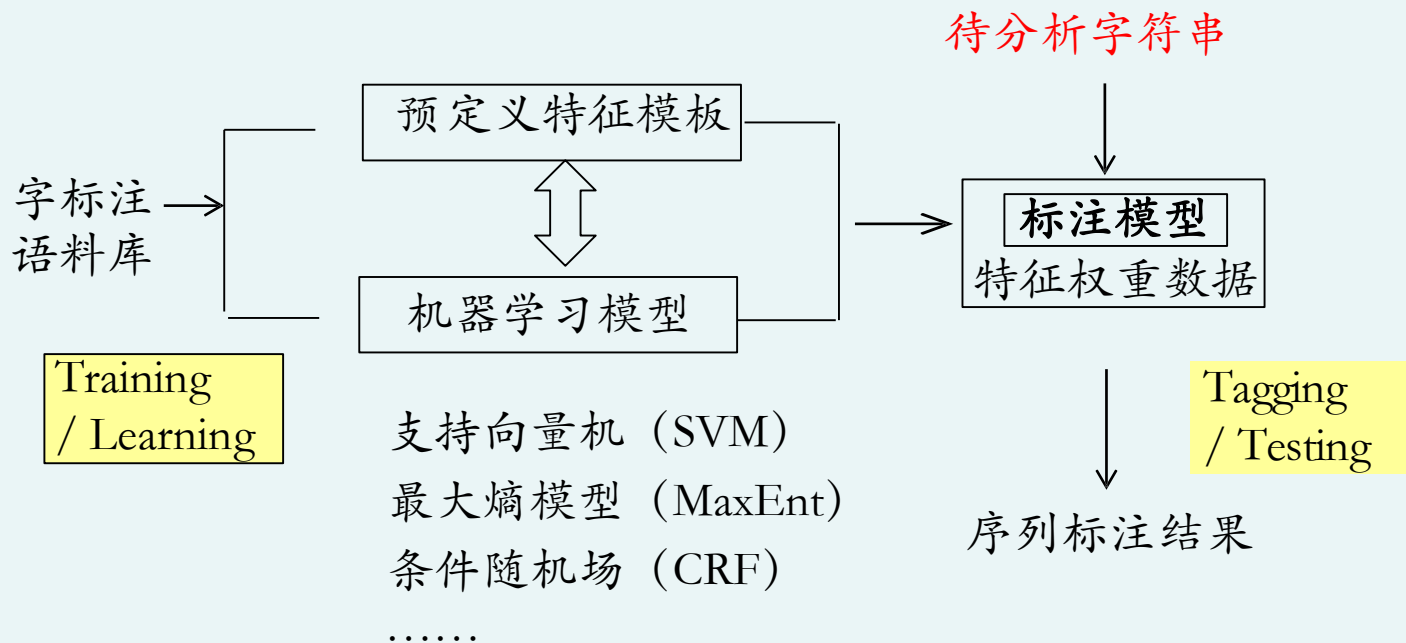 待分析字符串
预定义特征模板
字标注
语料库
标注模型
特征权重数据
机器学习模型
Training
/ Learning
Tagging
/ Testing
支持向量机（SVM）
最大熵模型（MaxEnt）
条件随机场（CRF）
……
序列标注结果